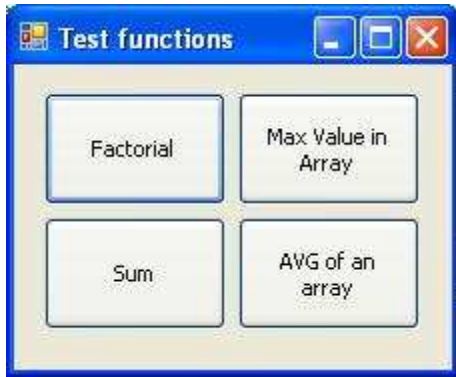 Test functions
Factorial
Max Value in
Array
Sum
AVG of an
array